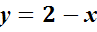 y = 2 − x